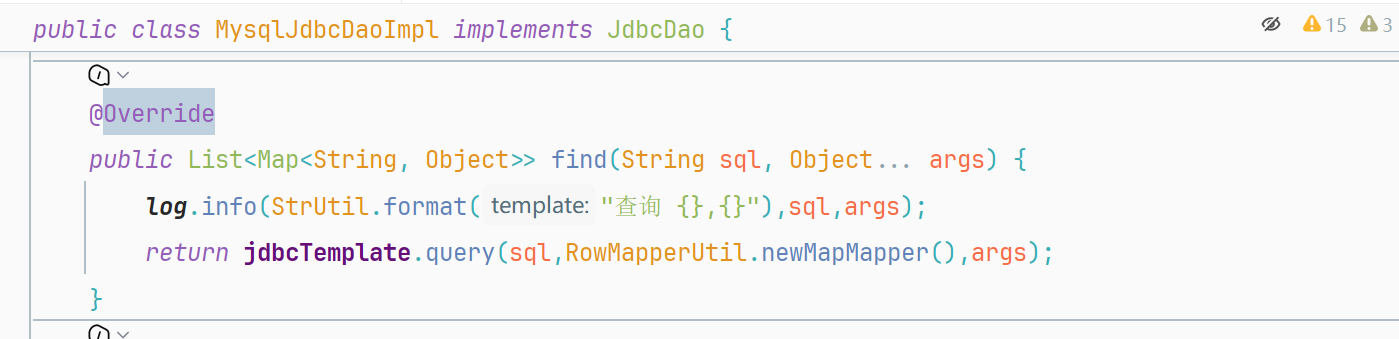 public class MysqlJdbcDaoImpl implements JdbcDao {
15 3
@Override
public List<Map<String, Object>> find(String sql, Object... args) {
log.info(StrUtil.format( template: "查询 {},{}"),sql,args);
return jdbcTemplate.query(sql,RowMapperUtil.newMapMapper(),args);
}